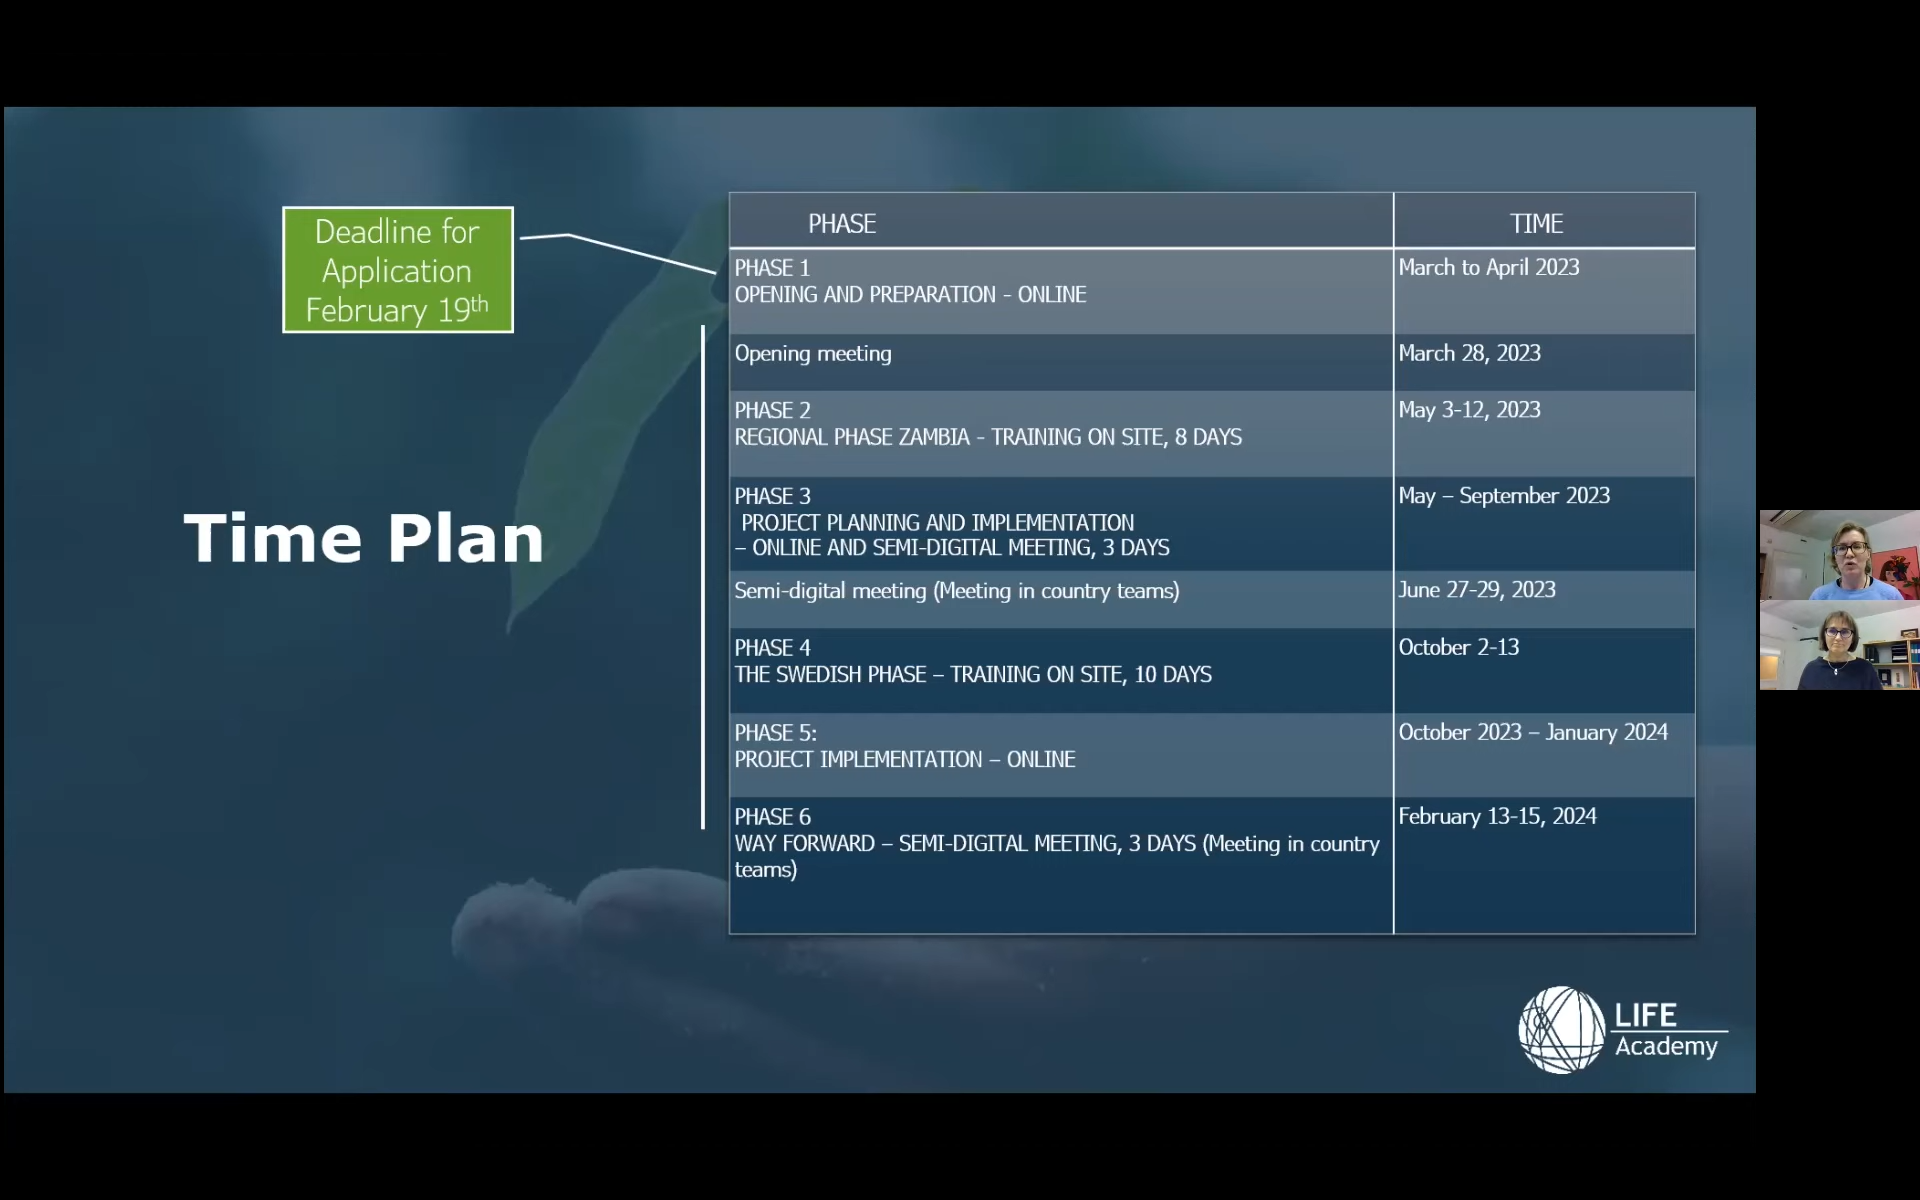 Deadline for
Application
February 19th
Time Plan
PHASE TIME
PHASE 1 March to April 2023
OPENING AND PREPARATION - ONLINE
Opening meeting March 28, 2023
PHASE 2 May 3-12, 2023
REGIONAL PHASE ZAMBIA - TRAINING ON SITE, 8 DAYS
PHASE 3 May – September 2023
PROJECT PLANNING AND IMPLEMENTATION
– ONLINE AND SEMI-DIGITAL MEETING, 3 DAYS
Semi-digital meeting (Meeting in country teams) June 27-29, 2023
PHASE 4 October 2-13
THE SWEDISH PHASE – TRAINING ON SITE, 10 DAYS
PHASE 5: October 2023 – January 2024
PROJECT IMPLEMENTATION – ONLINE
PHASE 6 February 13-15, 2024
WAY FORWARD – SEMI-DIGITAL MEETING, 3 DAYS (Meeting in country
teams)
LIFE
Academy